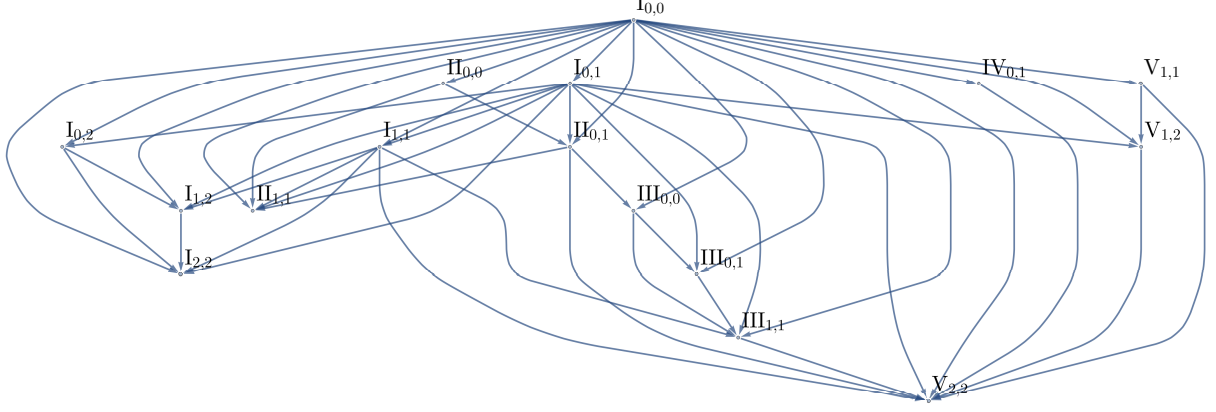 I0,0
II0,0
I0,1
IV0,1
V1,1
I0,2
I1,1
II0,1
V1,2
I1,2
II1,1
III0,0
I2,2
III0,1
III1,1
V2,2